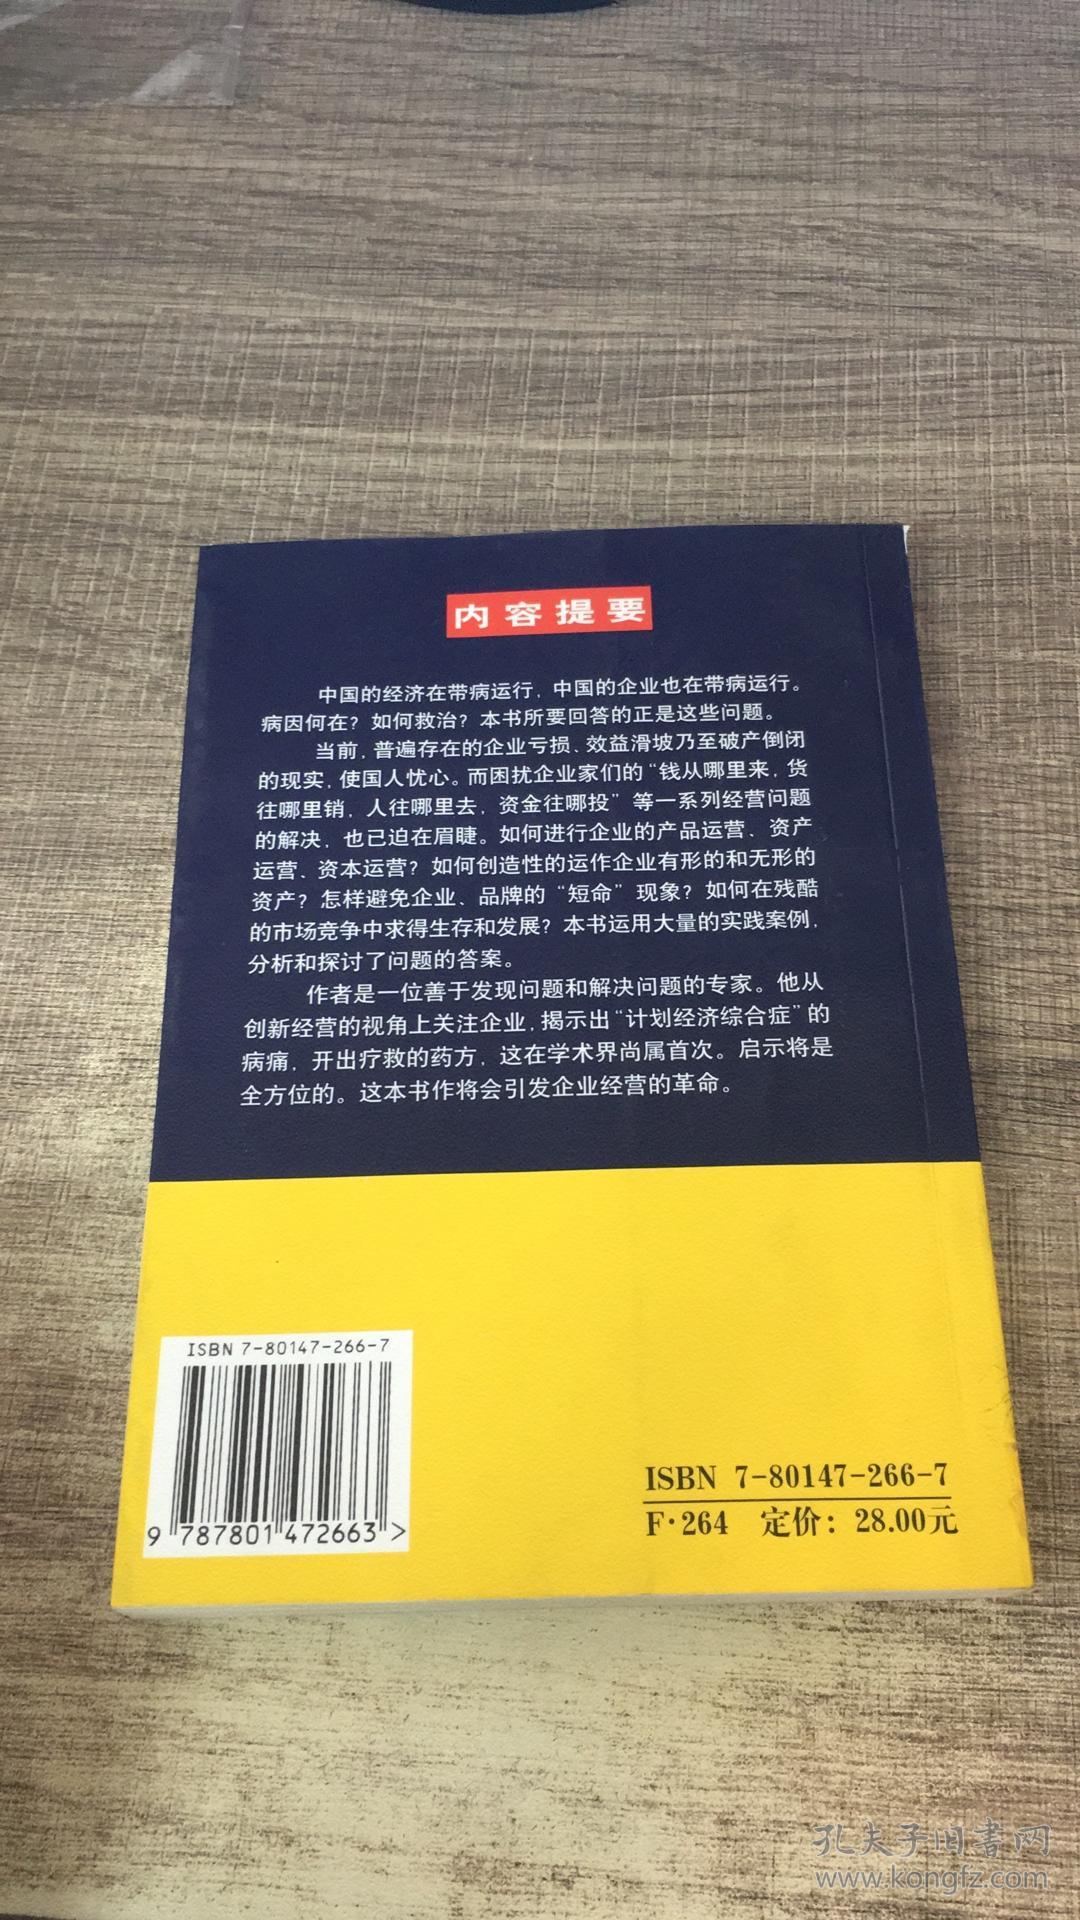 内容提要
中国的经济在带病运行，中国的企业也在带病运行。
病因何在？如何救治？本书所要回答的正是这些问题。
当前，普遍存在的企业亏损、效益滑坡乃至破产倒闭
的现实，使国人忧心。而困扰企业家们的“钱从哪里来，货
往哪里销，人往哪里去，资金往哪投”等一系列经营问题
的解决，也已迫在眉睫。如何进行企业的产品运营、资产
运营、资本运营？如何创造性的运作企业有形的和无形的
资产？怎样避免企业、品牌的“短命”现象？如何在残酷
的市场竞争中求得生存和发展？本书运用大量的实践案例，
分析和探讨了问题的答案。
作者是一位善于发现问题和解决问题的专家。他从
创新经营的视角上关注企业，揭示出“计划经济综合症”的
病痛，开出疗救的药方，这在学术界尚属首次。启示将是
全方位的。这本书作将会引发企业经营的革命。
ISBN 7-80147-266-7
9 787801 472663 >
ISBN 7-80147-266-7
F·264 定价：28.00元
孔夫子旧書网
www.kongfz.com